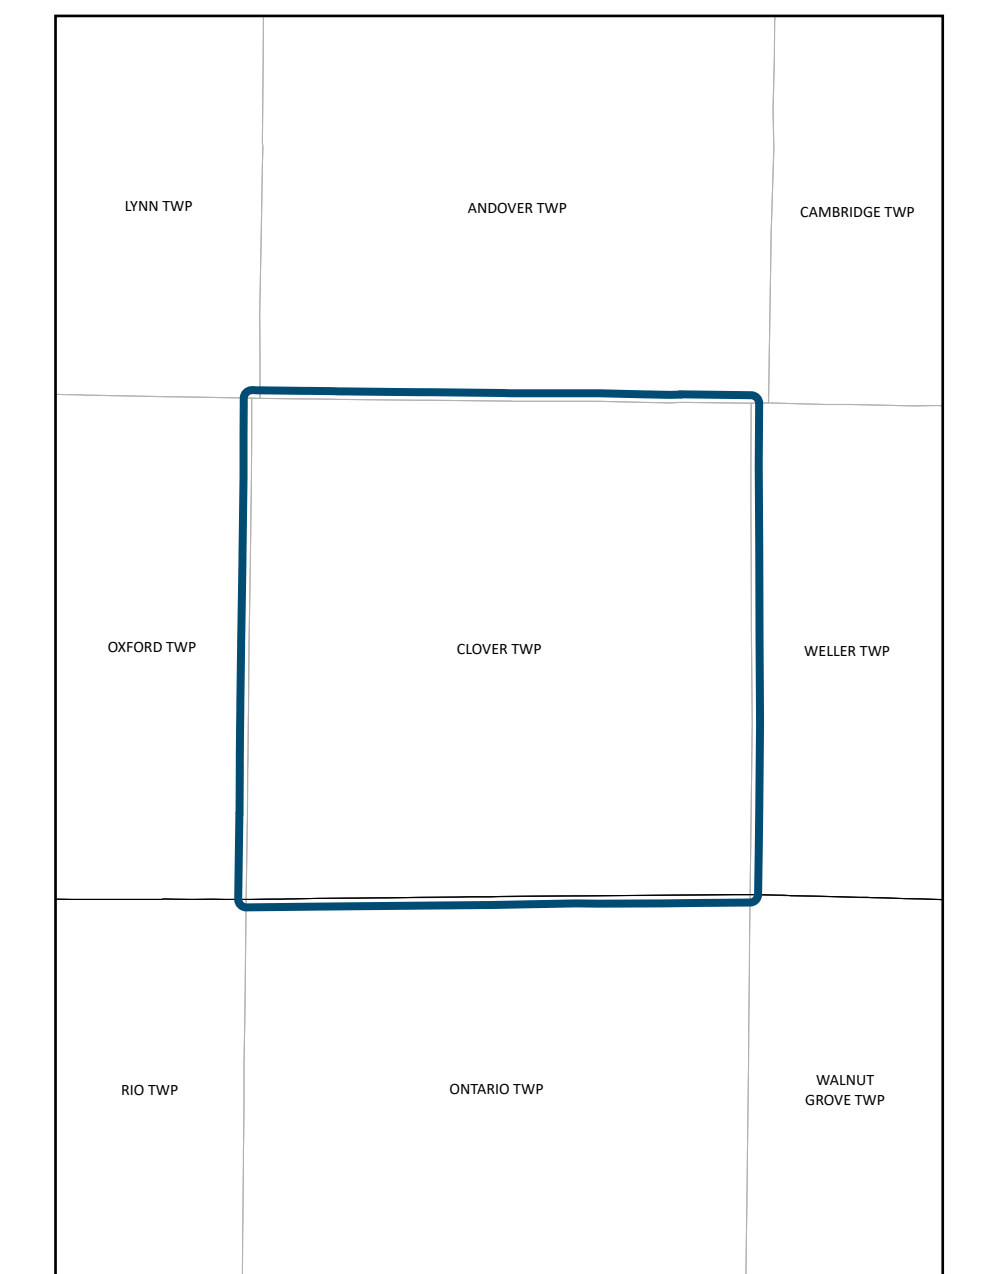 LYNN TWP
ANDOVER TWP
CAMBRIDGE TWP
OXFORD TWP
CLOVER TWP
WELLER TWP
RIO TWP
ONTARIO TWP
WALNUT
GROVE TWP